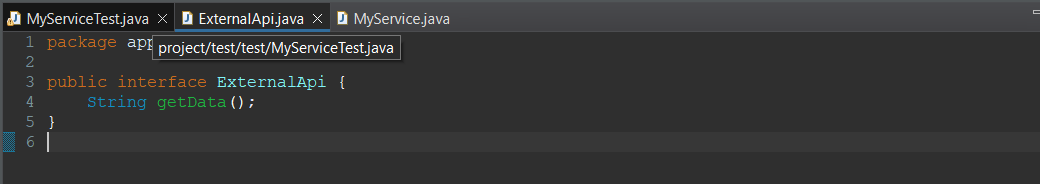 MyServiceTest.java ExternalApi.java MyService.java
1 package app
project/test/test/MyServiceTest.java
2
3 public interface ExternalApi {
4 String getData();
5 }
6